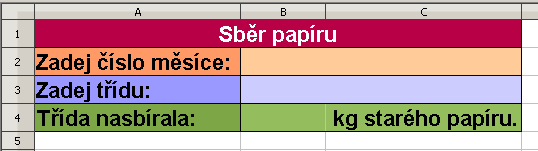 A B C
1 Sběr papíru
2 Zadej číslo měsíce:
3 Zadej třídu:
4 Třída nasbírala: kg starého papíru.
5